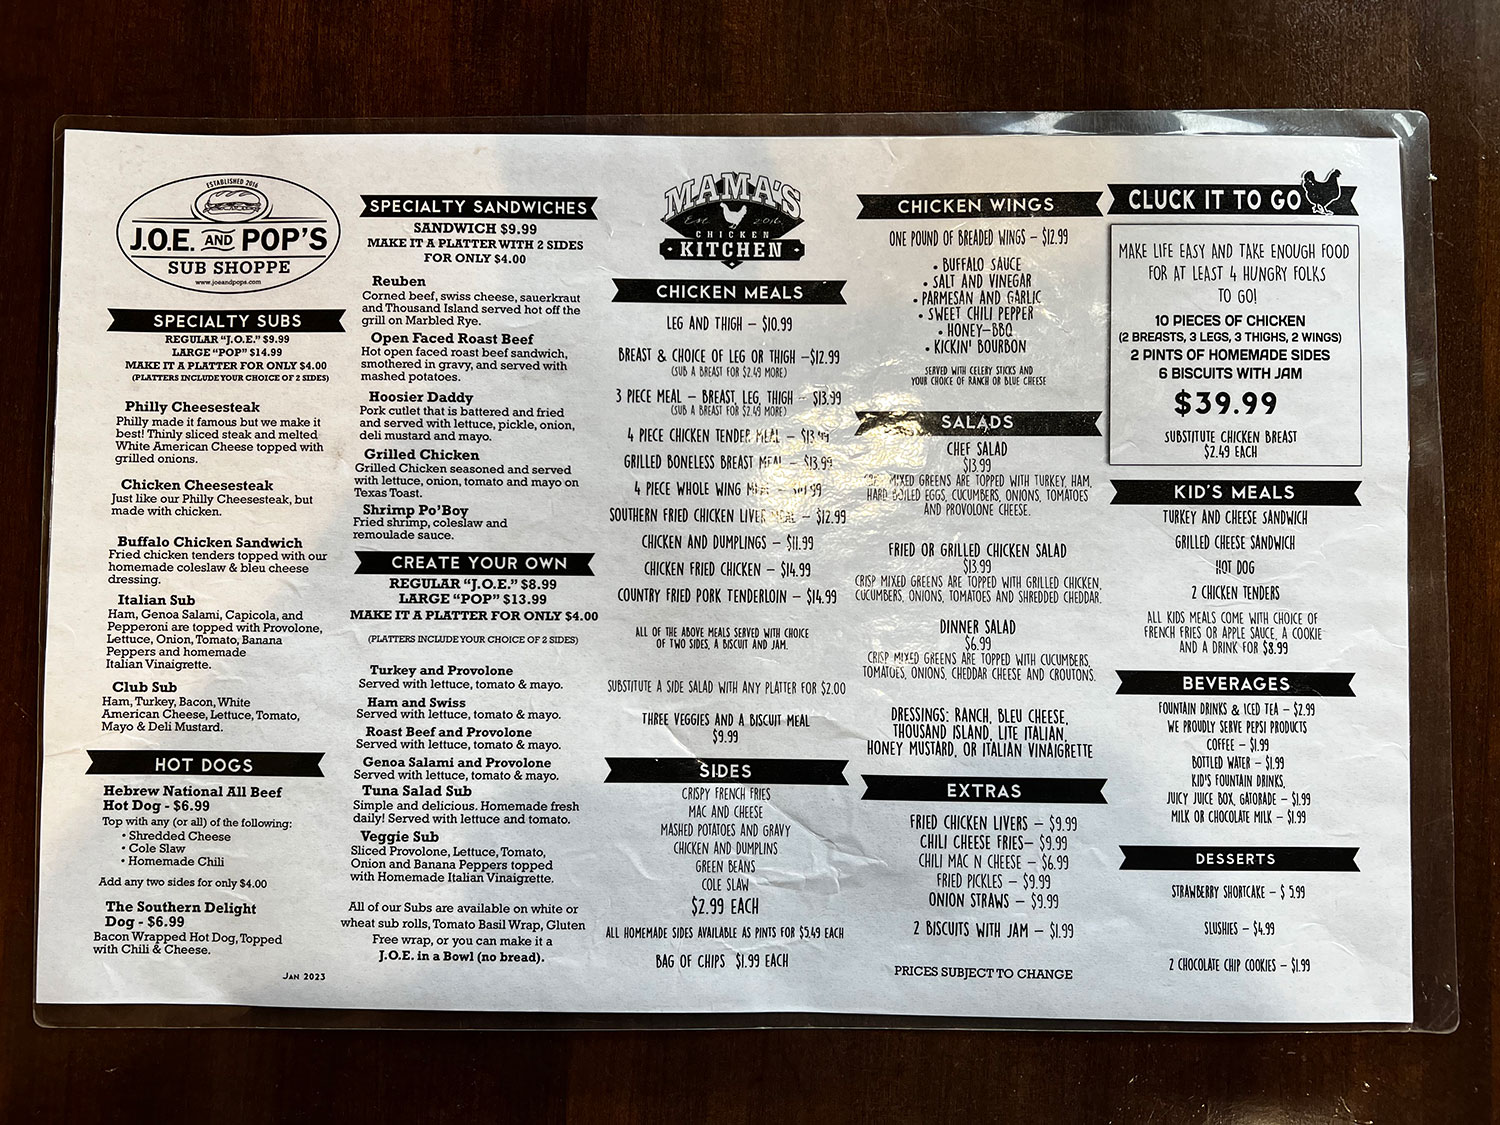 ESTABLISHED 2016
J.O.E. AND POP'S
SUB SHOPPE
www.joeandpops.com
SPECIALTY SUBS
REGULAR "J.O.E." $9.99
LARGE "POP" $14.99
MAKE IT A PLATTER FOR ONLY $4.00
(PLATTERS INCLUDE YOUR CHOICE OF 2 SIDES)
Philly Cheesesteak
Philly made it famous but we make it
best! Thinly sliced steak and melted
White American Cheese topped with
grilled onions.
Chicken Cheesesteak
Just like our Philly Cheesesteak, but
made with chicken.
Buffalo Chicken Sandwich
Fried chicken tenders topped with our
homemade coleslaw & bleu cheese
dressing.
Italian Sub
Ham, Genoa Salami, Capicola, and
Pepperoni are topped with Provolone,
Lettuce, Onion, Tomato, Banana
Peppers and homemade
Italian Vinaigrette.
Club Sub
Ham, Turkey, Bacon, White
American Cheese, Lettuce, Tomato,
Mayo & Deli Mustard.
HOT DOGS
Hebrew National All Beef
Hot Dog - $6.99
Top with any (or all) of the following:
• Shredded Cheese
• Cole Slaw
• Homemade Chili
Add any two sides for only $4.00
The Southern Delight
Dog - $6.99
Bacon Wrapped Hot Dog, Topped
with Chili & Cheese.
JAN 2023
SPECIALTY SANDWICHES
SANDWICH $9.99
MAKE IT A PLATTER WITH 2 SIDES
FOR ONLY $4.00
Reuben
Corned beef, swiss cheese, sauerkraut
and Thousand Island served hot off the
grill on Marbled Rye.
Open Faced Roast Beef
Hot open faced roast beef sandwich,
smothered in gravy, and served with
mashed potatoes.
Hoosier Daddy
Pork cutlet that is battered and fried
and served with lettuce, pickle, onion,
deli mustard and mayo.
Grilled Chicken
Grilled Chicken seasoned and served
with lettuce, onion, tomato and mayo on
Texas Toast.
Shrimp Po'Boy
Fried shrimp, coleslaw and
remoulade sauce.
CREATE YOUR OWN
REGULAR "J.O.E." $8.99
LARGE "POP" $13.99
MAKE IT A PLATTER FOR ONLY $4.00
(PLATTERS INCLUDE YOUR CHOICE OF 2 SIDES)
Turkey and Provolone
Served with lettuce, tomato & mayo.
Ham and Swiss
Served with lettuce, tomato & mayo.
Roast Beef and Provolone
Served with lettuce, tomato & mayo.
Genoa Salami and Provolone
Served with lettuce, tomato & mayo.
Tuna Salad Sub
Simple and delicious. Homemade fresh
daily! Served with lettuce and tomato.
Veggie Sub
Sliced Provolone, Lettuce, Tomato,
Onion and Banana Peppers topped
with Homemade Italian Vinaigrette.
All of our Subs are available on white or
wheat sub rolls, Tomato Basil Wrap, Gluten
Free wrap, or you can make it a
J.O.E. in a Bowl (no bread).
MAMA'S
Est. 2016
CHICKEN
KITCHEN
CHICKEN MEALS
LEG AND THIGH – $10.99
BREAST & CHOICE OF LEG OR THIGH –$12.99
(SUB A BREAST FOR $2.49 MORE)
3 PIECE MEAL – BREAST, LEG, THIGH – $13.99
(SUB A BREAST FOR $2.49 MORE)
4 PIECE CHICKEN TENDER MEAL –
GRILLED BONELESS BREAST MEAL – $13.99
4 PIECE WHOLE WING MEAL –
SOUTHERN FRIED CHICKEN LIVER MEAL – $12.99
CHICKEN AND DUMPLINGS – $11.99
CHICKEN FRIED CHICKEN – $14.99
COUNTRY FRIED PORK TENDERLOIN – $14.99
ALL OF THE ABOVE MEALS SERVED WITH CHOICE
OF TWO SIDES, A BISCUIT AND JAM.
SUBSTITUTE A SIDE SALAD WITH ANY PLATTER FOR $2.00
THREE VEGGIES AND A BISCUIT MEAL
$9.99
SIDES
CRISPY FRENCH FRIES
MAC AND CHEESE
MASHED POTATOES AND GRAVY
CHICKEN AND DUMPLINS
GREEN BEANS
COLE SLAW
$2.99 EACH
ALL HOMEMADE SIDES AVAILABLE AS PINTS FOR $5.49 EACH
BAG OF CHIPS $1.99 EACH
CHICKEN WINGS
ONE POUND OF BREADED WINGS – $12.99
• BUFFALO SAUCE
• SALT AND VINEGAR
• PARMESAN AND GARLIC
• SWEET CHILI PEPPER
• HONEY-BBQ
• KICKIN' BOURBON
SERVED WITH CELERY STICKS AND
YOUR CHOICE OF RANCH OR BLUE CHEESE
SALADS
CHEF SALAD
$13.99
MIXED GREENS ARE TOPPED WITH TURKEY, HAM,
HARD BOILED EGGS, CUCUMBERS, ONIONS, TOMATOES
AND PROVOLONE CHEESE.
FRIED OR GRILLED CHICKEN SALAD
$13.99
CRISP MIXED GREENS ARE TOPPED WITH GRILLED CHICKEN,
CUCUMBERS, ONIONS, TOMATOES AND SHREDDED CHEDDAR.
DINNER SALAD
$6.99
CRISP MIXED GREENS ARE TOPPED WITH CUCUMBERS,
TOMATOES, ONIONS, CHEDDAR CHEESE AND CROUTONS.
DRESSINGS: RANCH, BLEU CHEESE,
THOUSAND ISLAND, LITE ITALIAN,
HONEY MUSTARD, OR ITALIAN VINAIGRETTE
EXTRAS
FRIED CHICKEN LIVERS – $9.99
CHILI CHEESE FRIES– $9.99
CHILI MAC N CHEESE – $6.99
FRIED PICKLES – $9.99
ONION STRAWS – $9.99
2 BISCUITS WITH JAM – $1.99
PRICES SUBJECT TO CHANGE
CLUCK IT TO GO
MAKE LIFE EASY AND TAKE ENOUGH FOOD
FOR AT LEAST 4 HUNGRY FOLKS
TO GO!
10 PIECES OF CHICKEN
(2 BREASTS, 3 LEGS, 3 THIGHS, 2 WINGS)
2 PINTS OF HOMEMADE SIDES
6 BISCUITS WITH JAM
$39.99
SUBSTITUTE CHICKEN BREAST
$2.49 EACH
KID'S MEALS
TURKEY AND CHEESE SANDWICH
GRILLED CHEESE SANDWICH
HOT DOG
2 CHICKEN TENDERS
ALL KIDS MEALS COME WITH CHOICE OF
FRENCH FRIES OR APPLE SAUCE, A COOKIE
AND A DRINK FOR $8.99
BEVERAGES
FOUNTAIN DRINKS & ICED TEA – $2.99
WE PROUDLY SERVE PEPSI PRODUCTS
COFFEE – $1.99
BOTTLED WATER – $1.99
KID'S FOUNTAIN DRINKS,
JUICY JUICE BOX, GATORADE – $1.99
MILK OR CHOCOLATE MILK – $1.99
DESSERTS
STRAWBERRY SHORTCAKE – $ 5.99
SLUSHIES – $4.99
2 CHOCOLATE CHIP COOKIES – $1.99